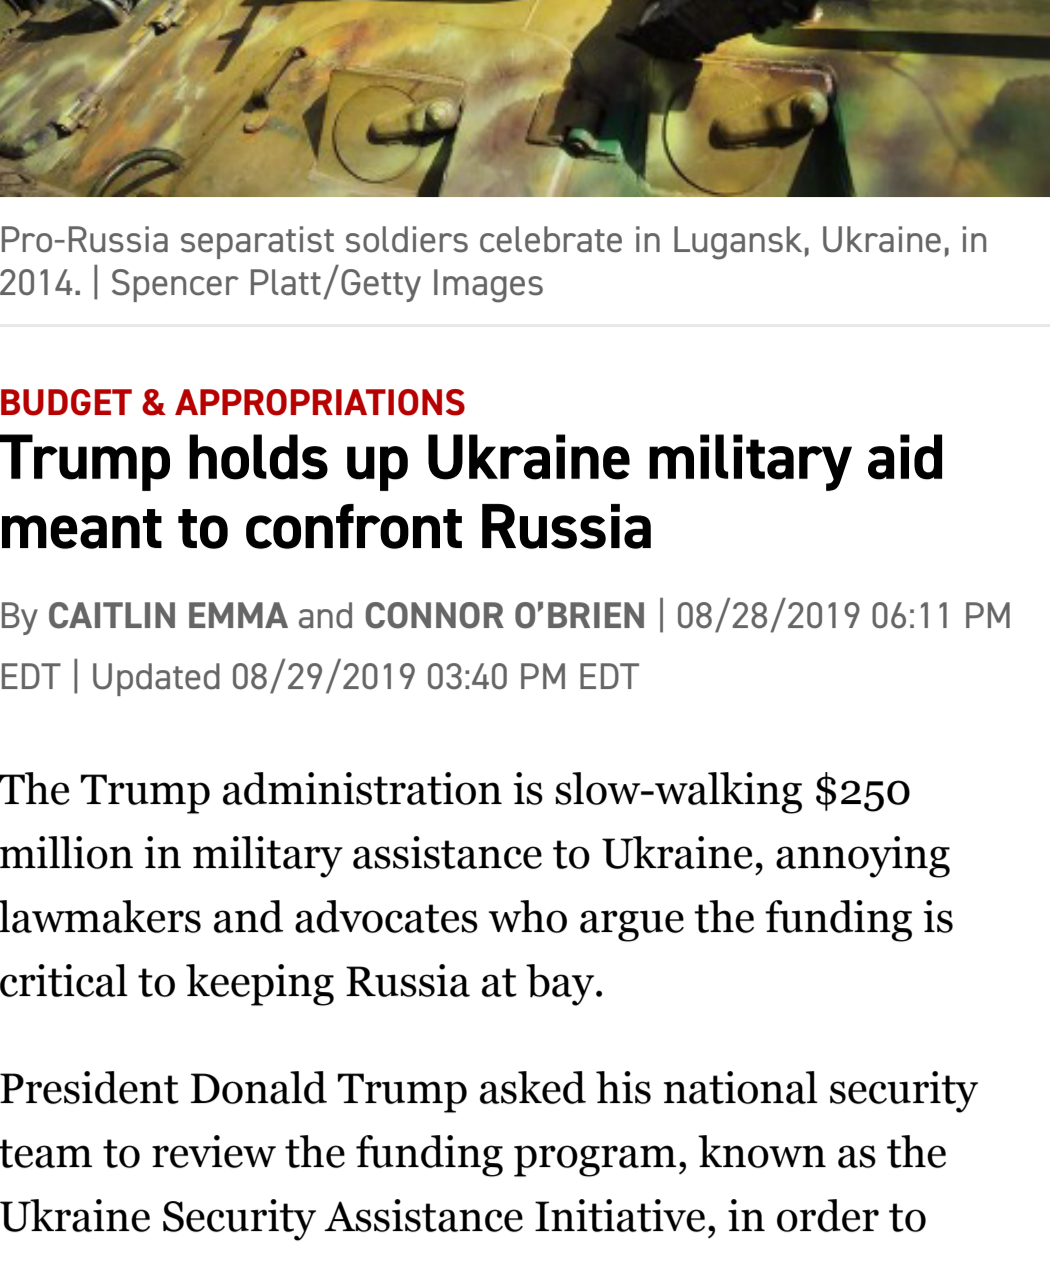 Pro-Russia separatist soldiers celebrate in Lugansk, Ukraine, in
2014. | Spencer Platt/Getty Images
BUDGET & APPROPRIATIONS
Trump holds up Ukraine military aid
meant to confront Russia
By CAITLIN EMMA and CONNOR O’BRIEN | 08/28/2019 06:11 PM
EDT | Updated 08/29/2019 03:40 PM EDT
The Trump administration is slow-walking $250
million in military assistance to Ukraine, annoying
lawmakers and advocates who argue the funding is
critical to keeping Russia at bay.
President Donald Trump asked his national security
team to review the funding program, known as the
Ukraine Security Assistance Initiative, in order to